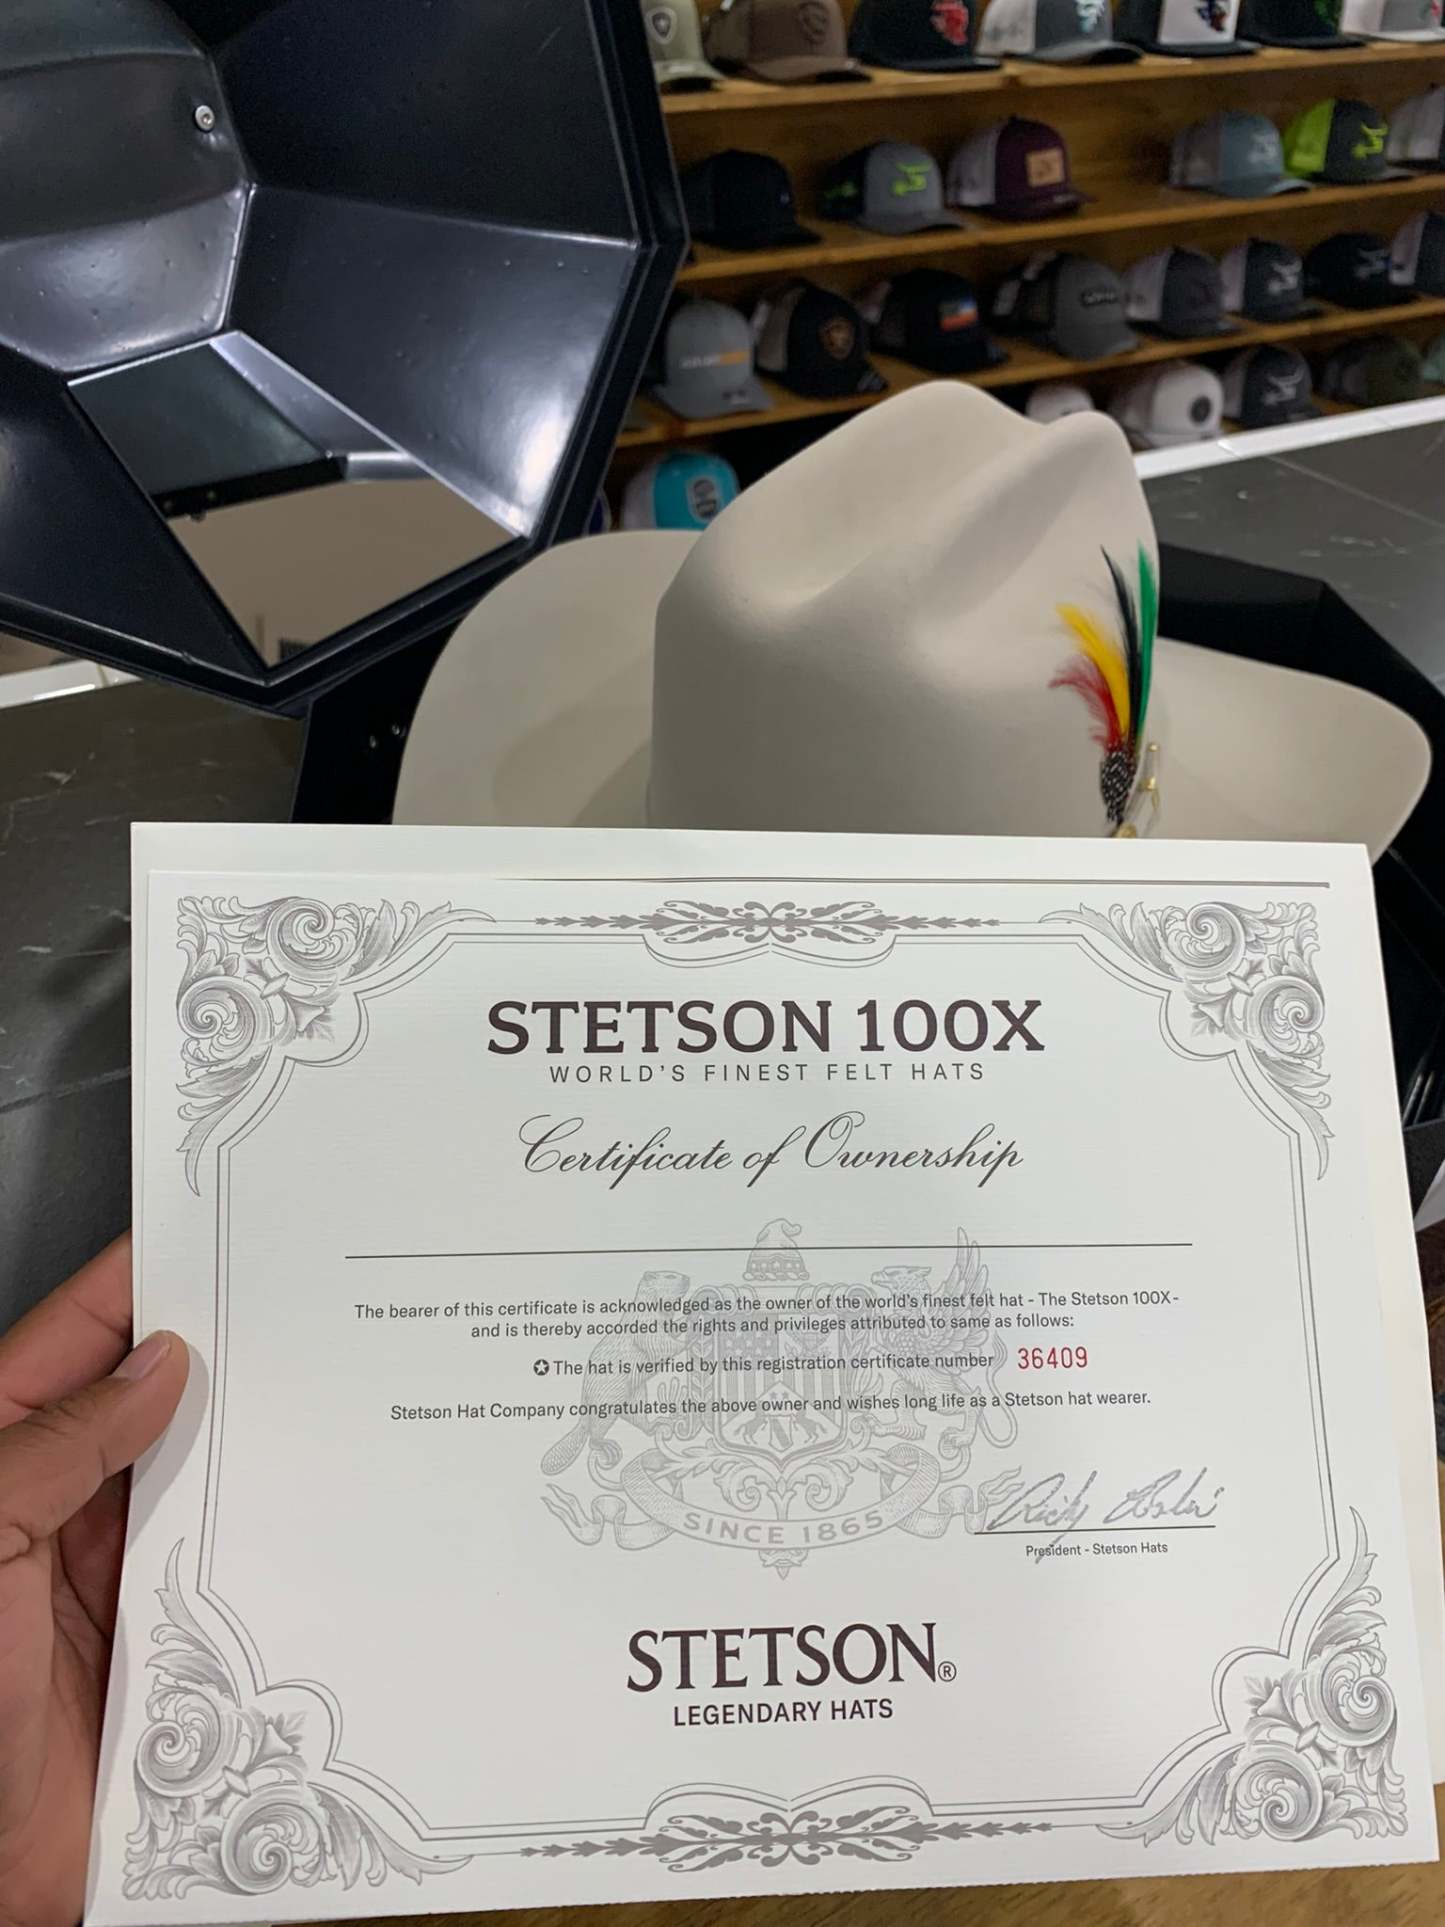 STETSON 100X
WORLD'S FINEST FELT HATS
Certificate of Ownership
The bearer of this certificate is acknowledged as the owner of the world's finest felt hat - The Stetson 100X-
and is thereby accorded the rights and privileges attributed to same as follows:
The hat is verified by this registration certificate number 36409
Stetson Hat Company congratulates the above owner and wishes long life as a Stetson hat wearer.
SINCE 1865
President - Stetson Hats
STETSON®
LEGENDARY HATS